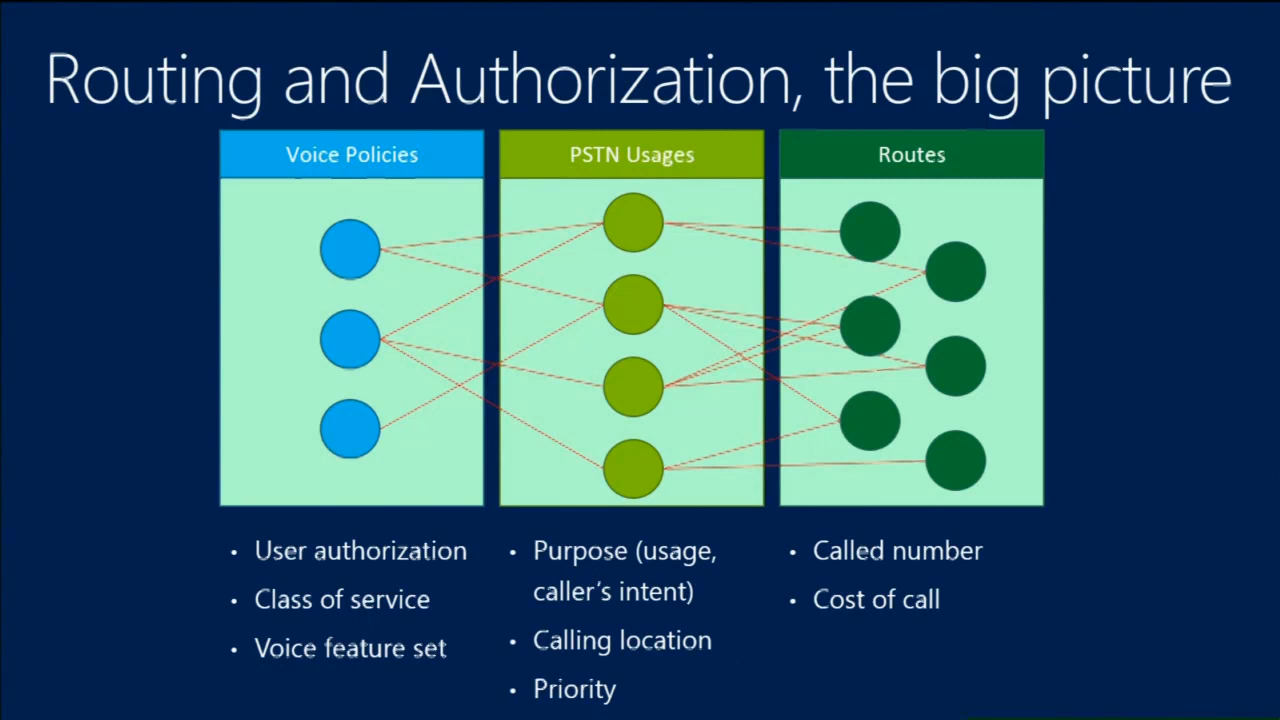 Routing and Authorization, the big picture
Voice Policies
PSTN Usages
Routes
• User authorization
• Class of service
• Voice feature set
• Purpose (usage,
caller's intent)
• Calling location
• Priority
• Called number
• Cost of call